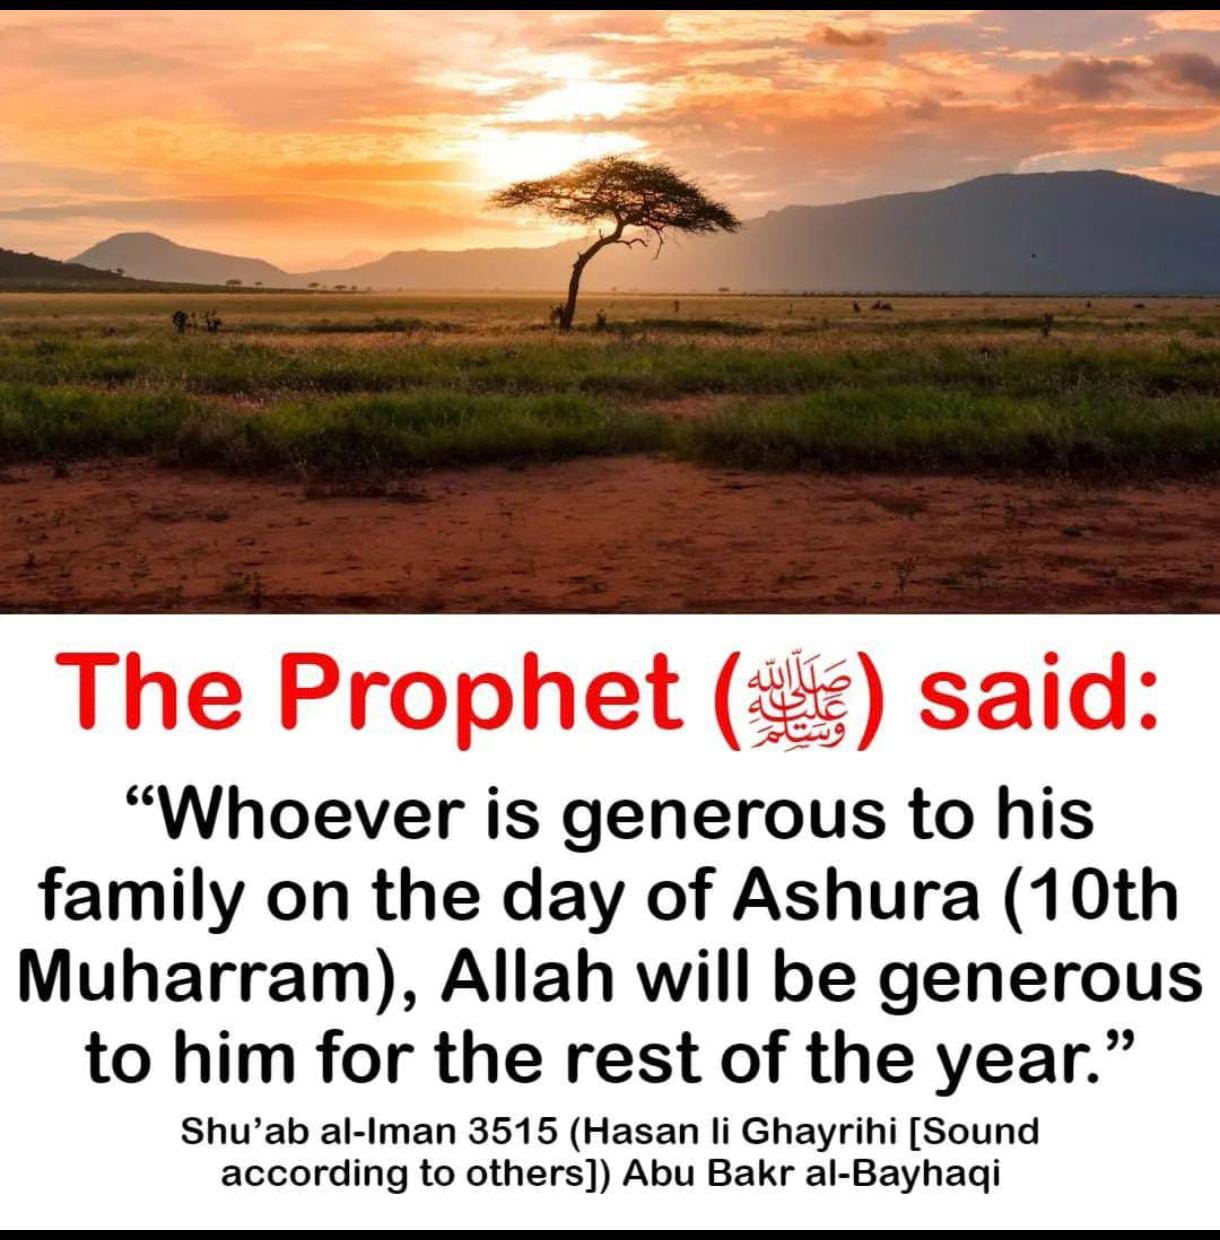 The Prophet (صلى الله عليه وسلم) said:
“Whoever is generous to his
family on the day of Ashura (10th
Muharram), Allah will be generous
to him for the rest of the year.”
Shu’ab al-Iman 3515 (Hasan li Ghayrihi [Sound
according to others]) Abu Bakr al-Bayhaqi